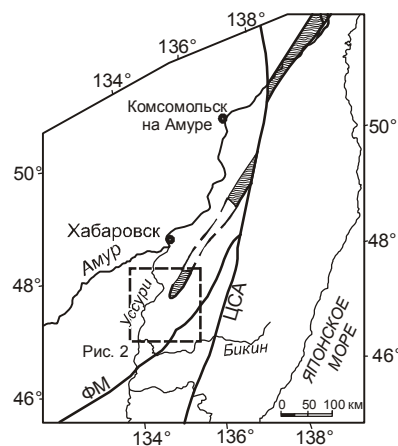 138°
136°
134°
Комсомольск
на Амуре
50°
50°
Хабаровск
Амур
48°
48°
Уссури
ЦСА
ЯПОНСКОЕ
МОРЕ
Рис. 2
Бикин
46°
ФМ
46°
0 50 100 км
134° 136° 138°